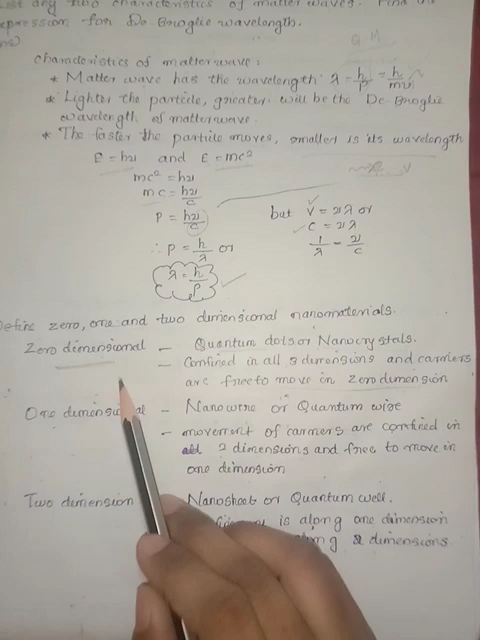 any two characteristics of matter waves. Find
expression for De-Broglie wavelength.
Characteristics of matterwave:
* Matter wave has the wavelength λ = h/p = h/mv
* Lighter the particle, greater will be the De-Broglie
wavelength of matterwave.
* The faster the particle moves, smaller is its wavelength
E = hν and E = mc²
mc² = hν
mc = hν/c
P = hν/c but V = νλ or
C = νλ
∴ P = h/λ or 1/λ = ν/c
λ = h/p
Define zero, one and two dimensional nanomaterials.
Zero dimensional - Quantum dots or Nanocrystals.
- Confined in all 3 dimensions and carriers
are free to move in zero dimension
One dimensional - Nanowire or Quantum wire
- movement of carriers are confined in
2 dimensions and free to move in
one dimension
Two dimension Nanosheet or Quantum well.
is along one dimension
along 2 dimensions.